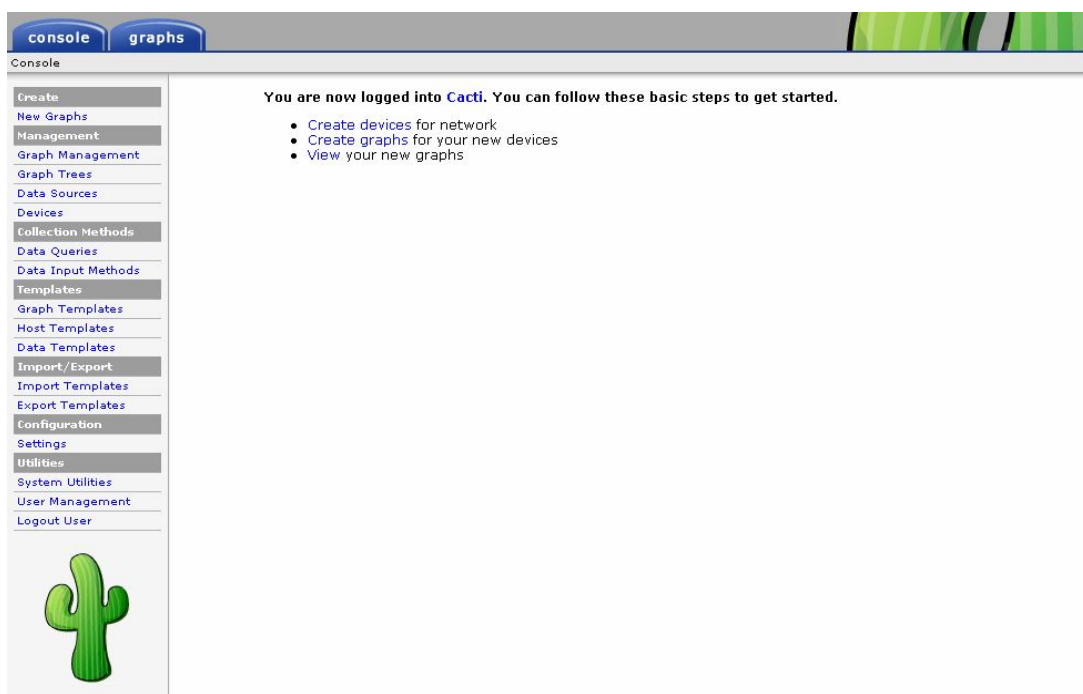 console graphs
Console
Create
New Graphs
Management
Graph Management
Graph Trees
Data Sources
Devices
Collection Methods
Data Queries
Data Input Methods
Templates
Graph Templates
Host Templates
Data Templates
Import/Export
Import Templates
Export Templates
Configuration
Settings
Utilities
System Utilities
User Management
Logout User
You are now logged into Cacti. You can follow these basic steps to get started.
• Create devices for network
• Create graphs for your new devices
• View your new graphs